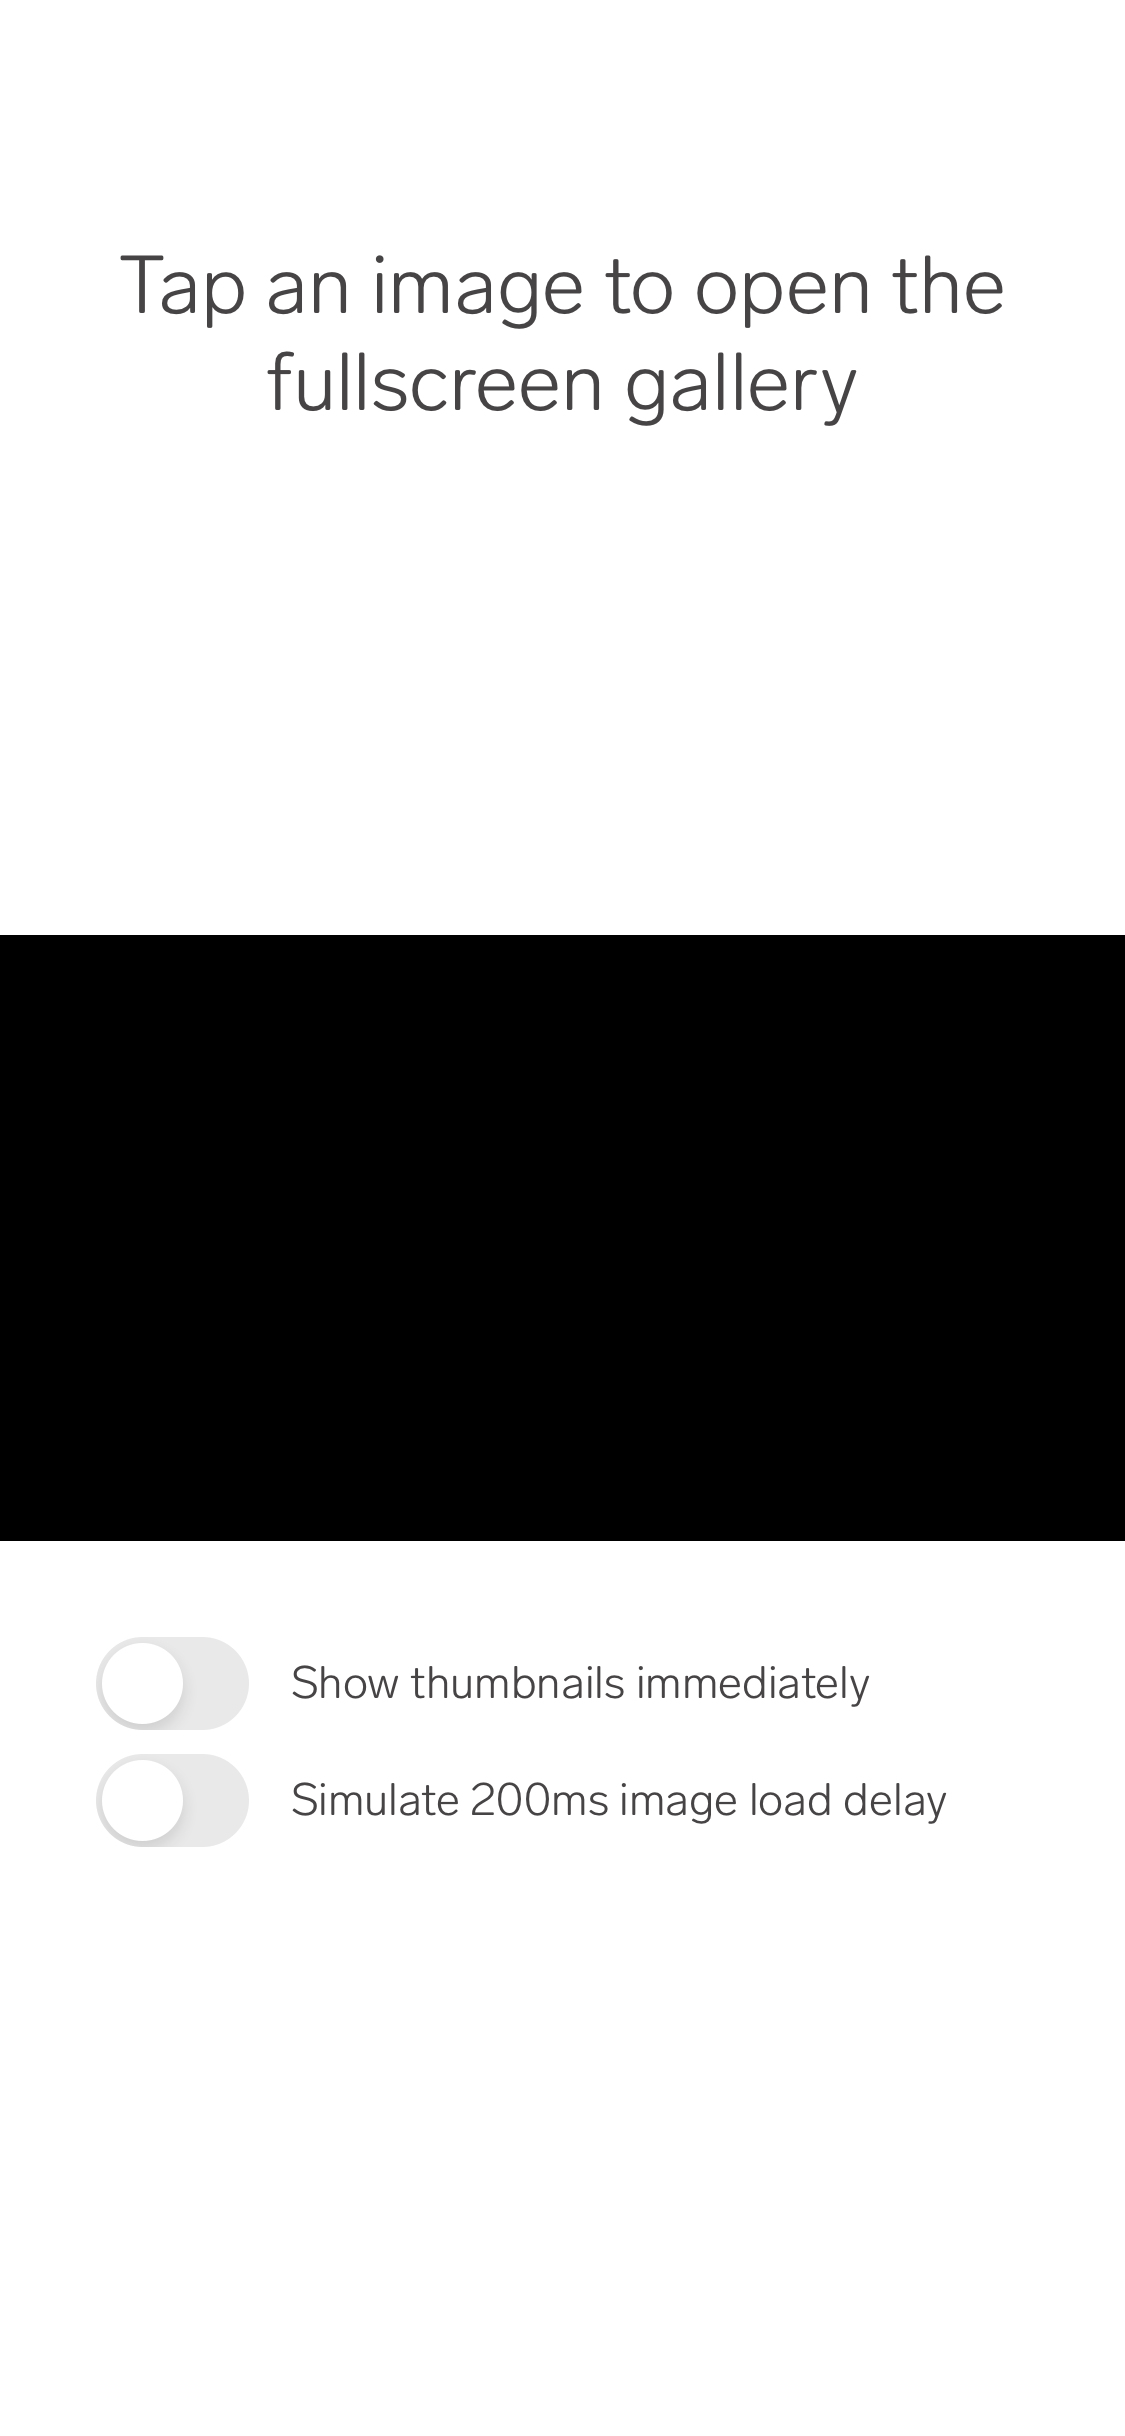 Tap an image to open the
fullscreen gallery
Show thumbnails immediately
Simulate 200ms image load delay